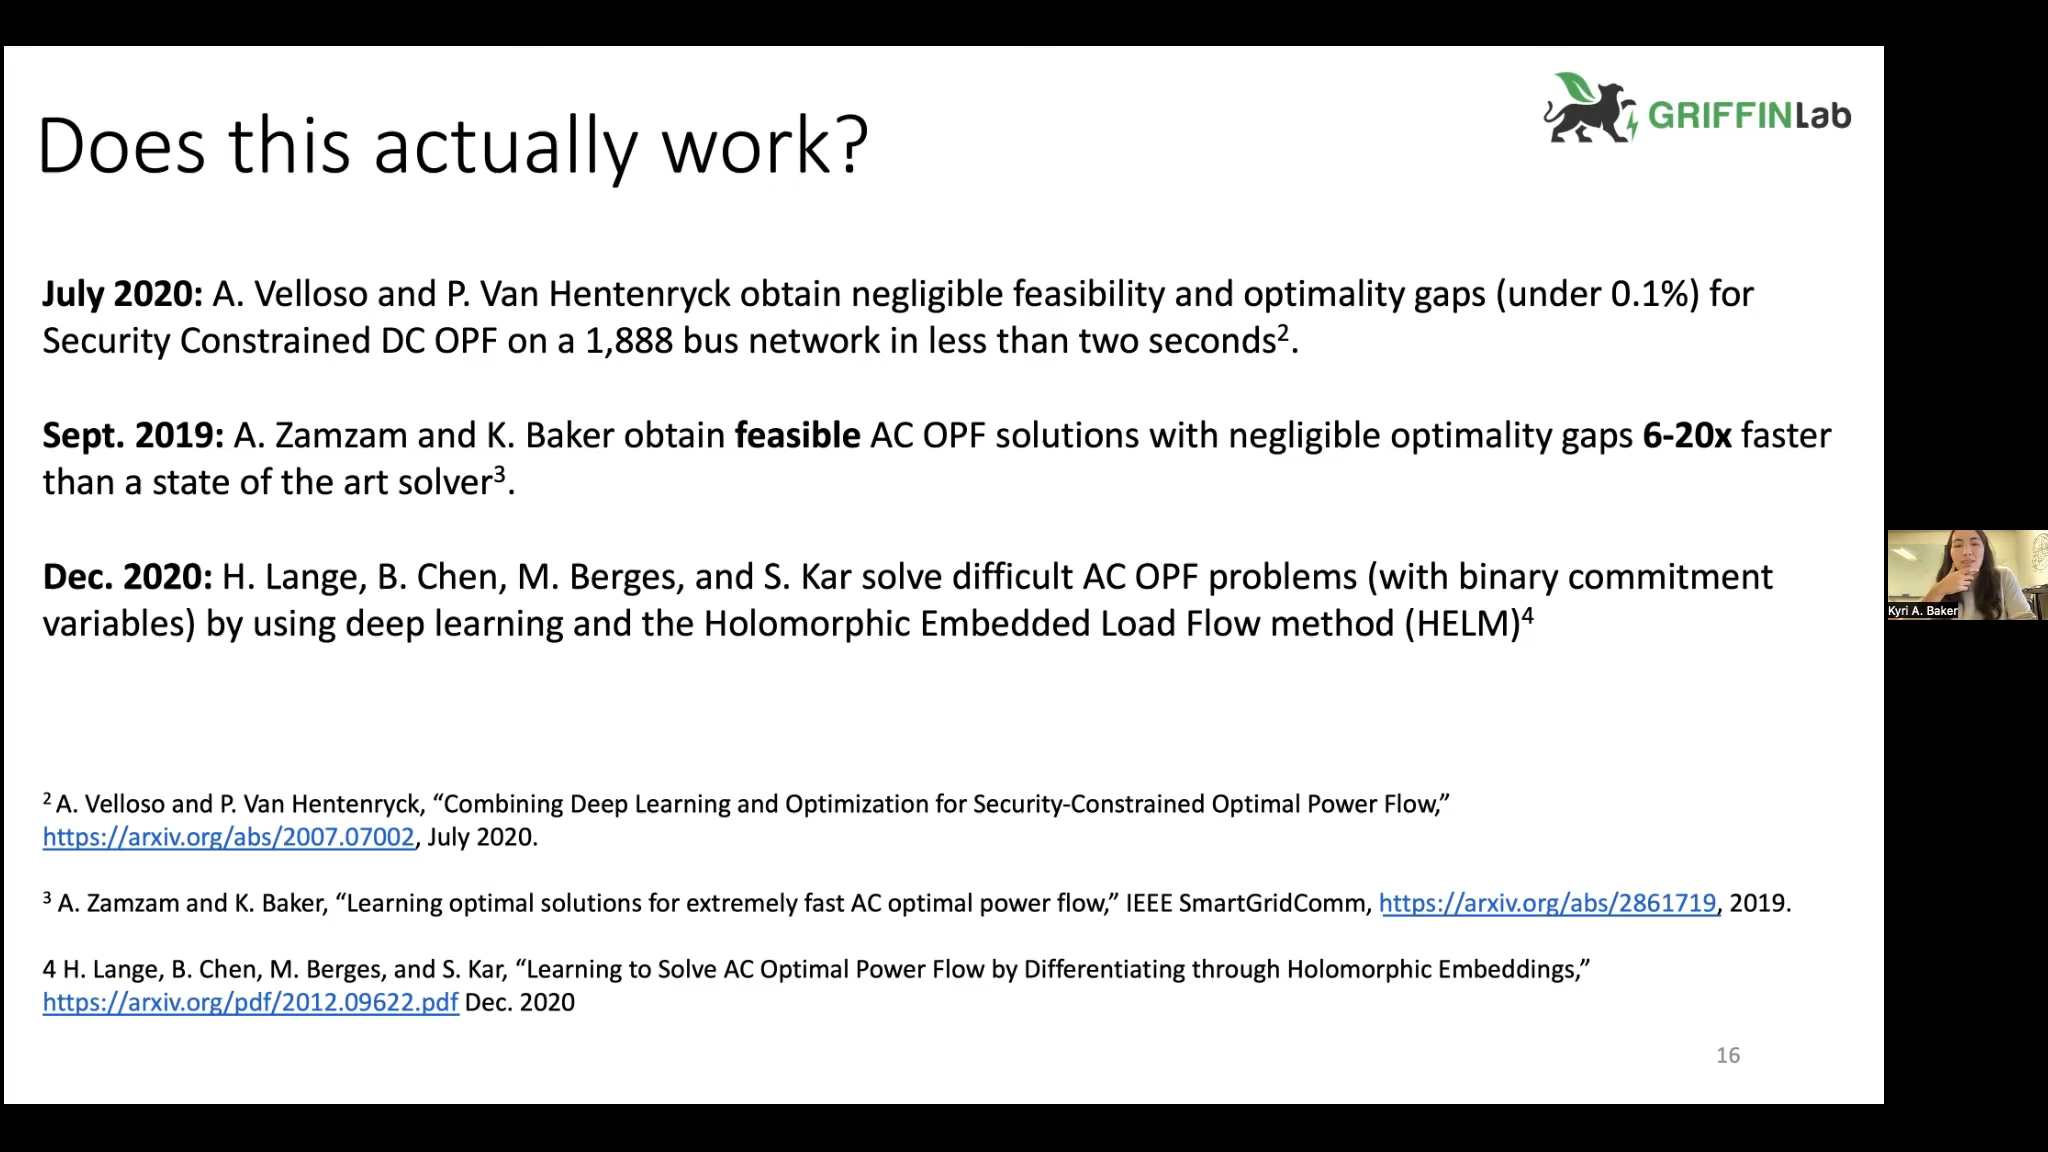 Does this actually work?
GRIFFINLab
July 2020: A. Velloso and P. Van Hentenryck obtain negligible feasibility and optimality gaps (under 0.1%) for
Security Constrained DC OPF on a 1,888 bus network in less than two seconds².
Sept. 2019: A. Zamzam and K. Baker obtain feasible AC OPF solutions with negligible optimality gaps 6-20x faster
than a state of the art solver³.
Dec. 2020: H. Lange, B. Chen, M. Berges, and S. Kar solve difficult AC OPF problems (with binary commitment
variables) by using deep learning and the Holomorphic Embedded Load Flow method (HELM)⁴
Kyri A. Baker
² A. Velloso and P. Van Hentenryck, “Combining Deep Learning and Optimization for Security-Constrained Optimal Power Flow,”
https://arxiv.org/abs/2007.07002, July 2020.
³ A. Zamzam and K. Baker, “Learning optimal solutions for extremely fast AC optimal power flow,” IEEE SmartGridComm, https://arxiv.org/abs/2861719, 2019.
4 H. Lange, B. Chen, M. Berges, and S. Kar, “Learning to Solve AC Optimal Power Flow by Differentiating through Holomorphic Embeddings,”
https://arxiv.org/pdf/2012.09622.pdf Dec. 2020
16